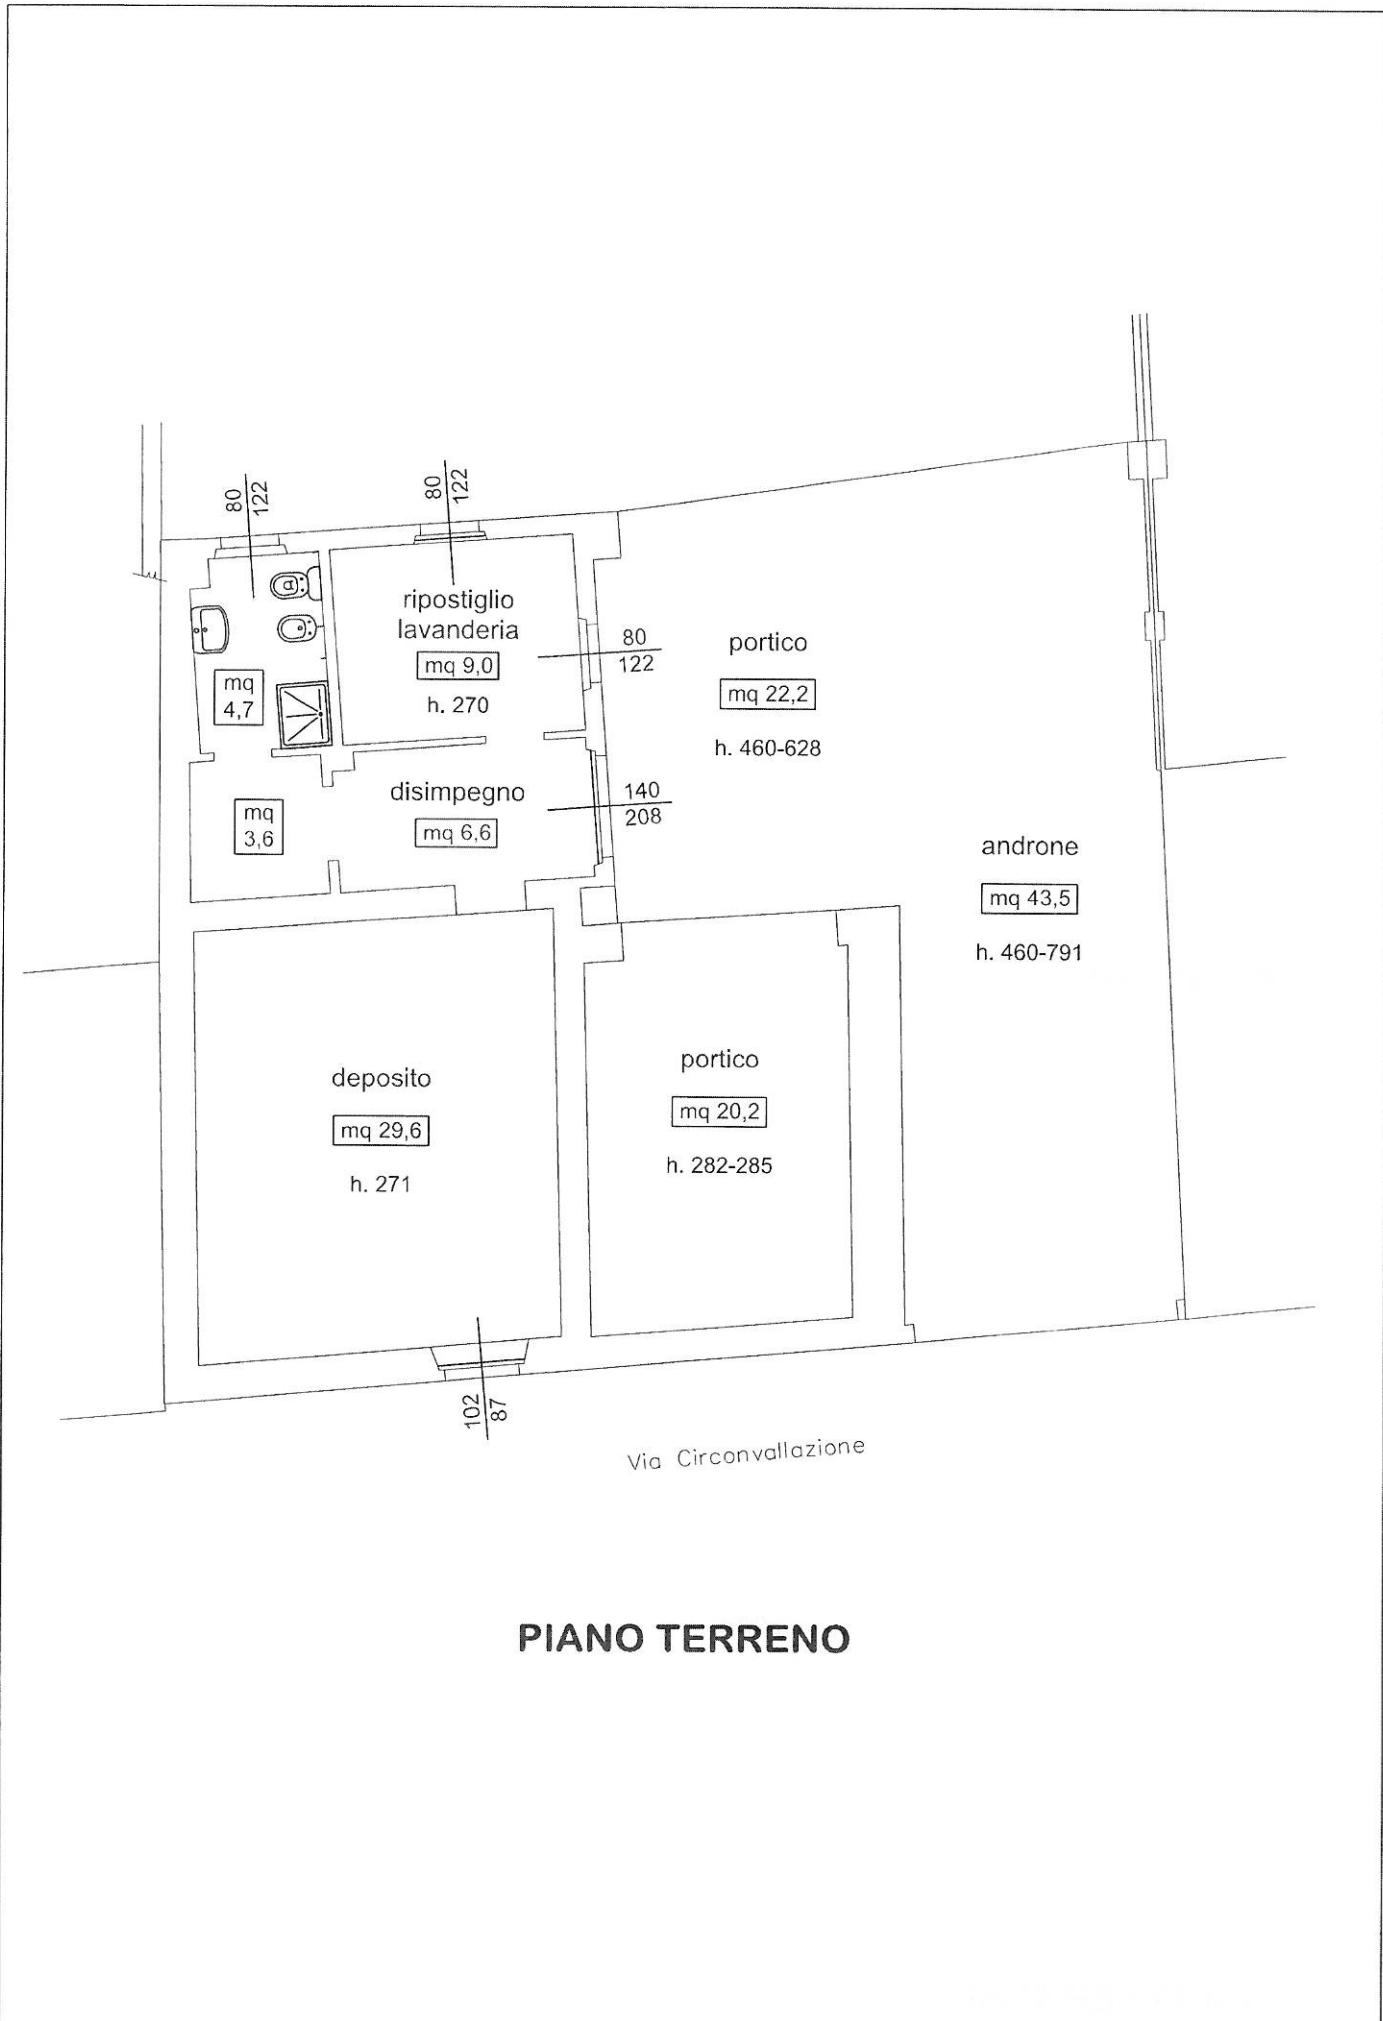 80
122
80
122
ripostiglio
lavanderia
mq 9,0
h. 270
80
122
portico
mq 22,2
h. 460-628
mq
4,7
disimpegno
mq 6,6
140
208
mq
3,6
androne
mq 43,5
h. 460-791
deposito
mq 29,6
h. 271
portico
mq 20,2
h. 282-285
102
87
Via Circonvallazione
PIANO TERRENO